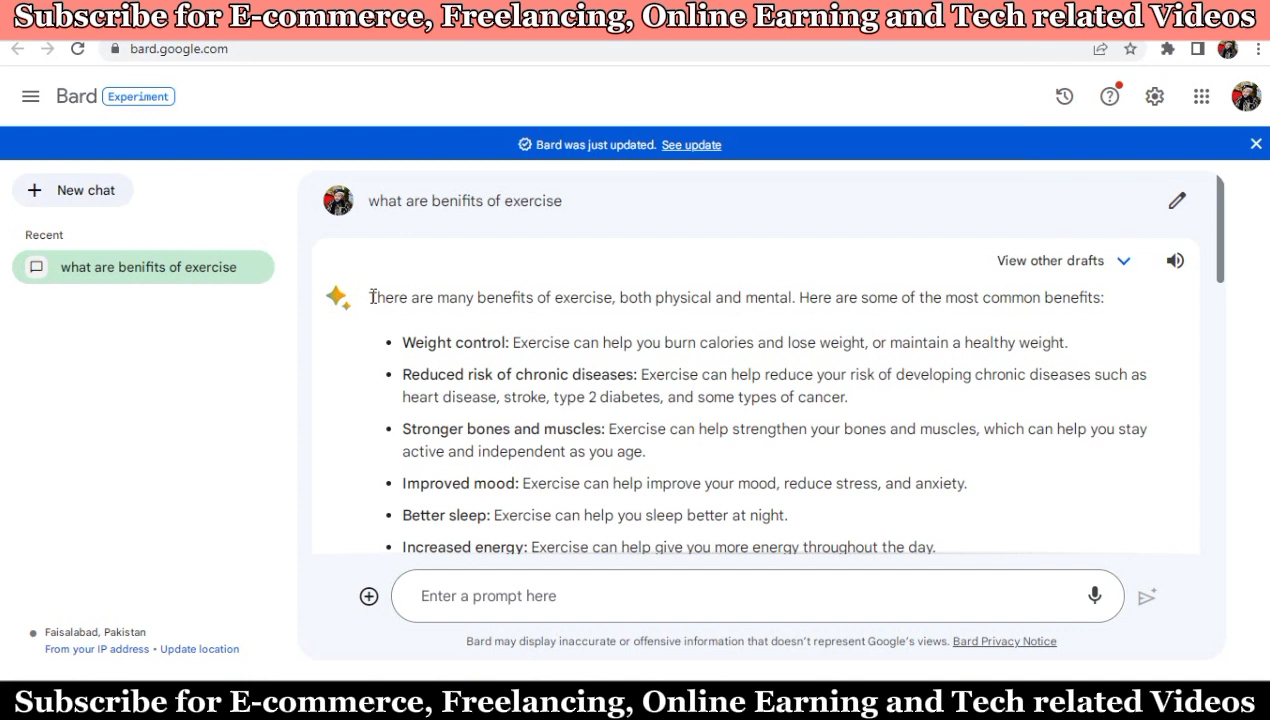 Subscribe for E-commerce, Freelancing, Online Earning and Tech related Videos
bard.google.com
Bard Experiment
Bard was just updated. See update
New chat
Recent
what are benifits of exercise
what are benifits of exercise
View other drafts
There are many benefits of exercise, both physical and mental. Here are some of the most common benefits:
• Weight control: Exercise can help you burn calories and lose weight, or maintain a healthy weight.
• Reduced risk of chronic diseases: Exercise can help reduce your risk of developing chronic diseases such as
heart disease, stroke, type 2 diabetes, and some types of cancer.
• Stronger bones and muscles: Exercise can help strengthen your bones and muscles, which can help you stay
active and independent as you age.
• Improved mood: Exercise can help improve your mood, reduce stress, and anxiety.
• Better sleep: Exercise can help you sleep better at night.
• Increased energy: Exercise can help give you more energy throughout the day.
Enter a prompt here
Bard may display inaccurate or offensive information that doesn't represent Google's views. Bard Privacy Notice
Faisalabad, Pakistan
From your IP address • Update location
Subscribe for E-commerce, Freelancing, Online Earning and Tech related Videos